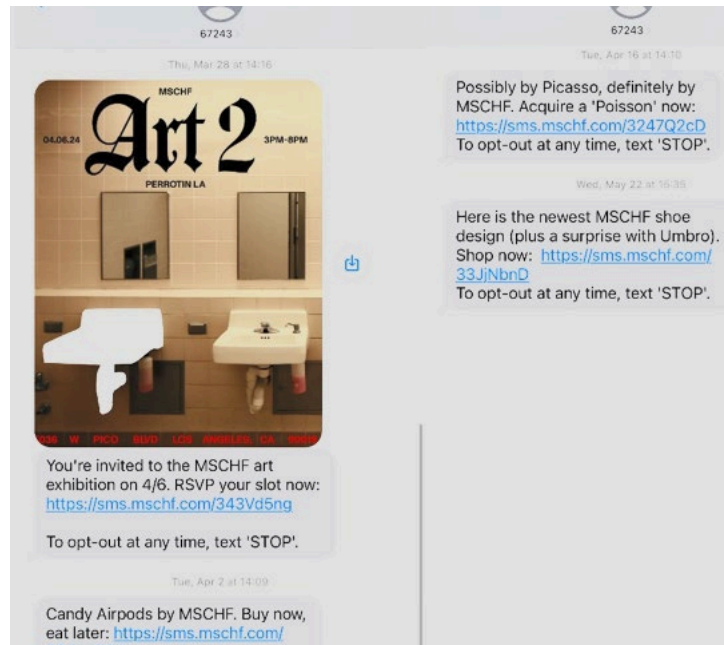 67243
Thu, Mar 28 at 14:16
MSCHF
Art 2
04.06.24
3PM-8PM
PERROTIN LA
W PICO BLVD LOS ANGELES, CA
You're invited to the MSCHF art
exhibition on 4/6. RSVP your slot now:
https://sms.mschf.com/343Vd5ng
To opt-out at any time, text 'STOP'.
Tue, Apr 2 at 14:09
Candy Airpods by MSCHF. Buy now,
eat later: https://sms.mschf.com/
67243
Tue, Apr 16 at 14:10
Possibly by Picasso, definitely by
MSCHF. Acquire a 'Poisson' now:
https://sms.mschf.com/3247Q2cD
To opt-out at any time, text 'STOP'.
Wed, May 22 at 16:35
Here is the newest MSCHF shoe
design (plus a surprise with Umbro).
Shop now: https://sms.mschf.com/
33JjNbnD
To opt-out at any time, text 'STOP'.